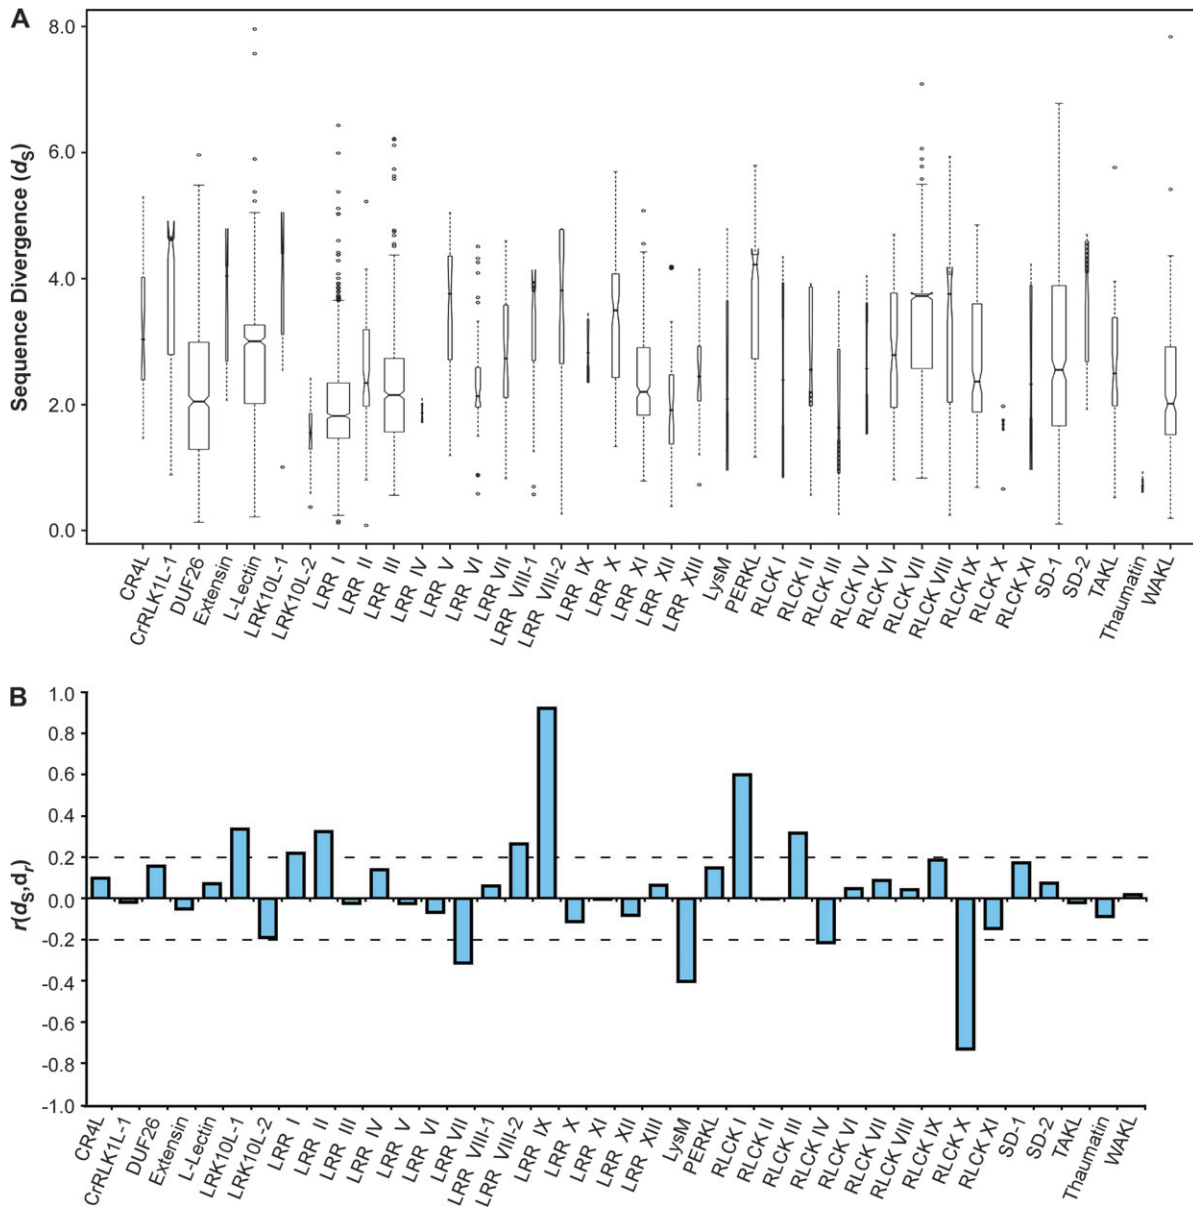 A
8.0
6.0
4.0
2.0
0.0
Sequence Divergence (dS)
CR4L
CrRLK1L-1
DUF26
Extensin
L-Lectin
LRK10L-1
LRK10L-2
LRR I
LRR II
LRR III
LRR IV
LRR V
LRR VI
LRR VII
LRR VIII-1
LRR VIII-2
LRR IX
LRR X
LRR XI
LRR XII
LRR XIII
LysM
PERKL
RLCK I
RLCK II
RLCK III
RLCK IV
RLCK VI
RLCK VII
RLCK VIII
RLCK IX
RLCK X
RLCK XI
SD-1
SD-2
TAKL
Thaumatin
WAKL
B
1.0
0.8
0.6
0.4
0.2
0.0
-0.2
-0.4
-0.6
-0.8
-1.0
r(dS,dr)
CR4L
CrRLK1L-1
DUF26
Extensin
L-Lectin
LRK10L-1
LRK10L-2
LRR I
LRR II
LRR III
LRR IV
LRR V
LRR VI
LRR VII
LRR VIII-1
LRR VIII-2
LRR IX
LRR X
LRR XI
LRR XII
LRR XIII
LysM
PERKL
RLCK I
RLCK II
RLCK III
RLCK IV
RLCK VI
RLCK VII
RLCK VIII
RLCK IX
RLCK X
RLCK XI
SD-1
SD-2
TAKL
Thaumatin
WAKL